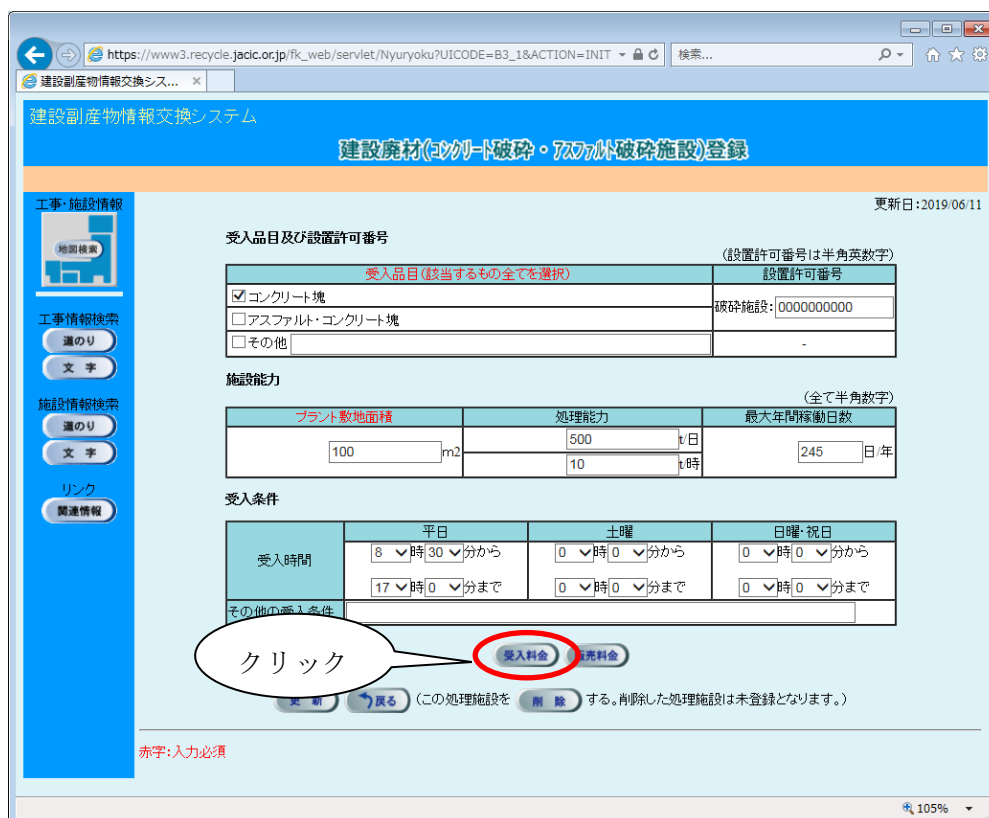 https://www3.recycle.jacic.or.jp/fk_web/servlet/Nyuryoku?UICODE=B3_1&ACTION=INIT
検索...
建設副産物情報交換シス...
建設副産物情報交換システム
建設廃材(ｺﾝｸﾘｰﾄ破砕・ｱｽﾌｧﾙﾄ破砕施設)登録
工事・施設情報
更新日:2019/06/11
地図検索
受入品目及び設置許可番号
(設置許可番号は半角英数字)
受入品目(該当するもの全てを選択) 設置許可番号
コンクリート塊
破砕施設: 0000000000
アスファルト・コンクリート塊
その他 -
工事情報検索
道のり
文 字
施設能力
(全て半角数字)
プラント敷地面積 処理能力 最大年間稼働日数
100 m2
500 t/日
10 t/時
245 日/年
施設情報検索
道のり
文 字
リンク
関連情報
受入条件
平日 土曜 日曜・祝日
受入時間
8 時 30 分から 0 時 0 分から 0 時 0 分から
17 時 0 分まで 0 時 0 分まで 0 時 0 分まで
その他の受入条件
クリック
受入料金 販売料金
更 新 戻る (この処理施設を 削 除 する。削除した処理施設は未登録となります。)
赤字:入力必須
105%